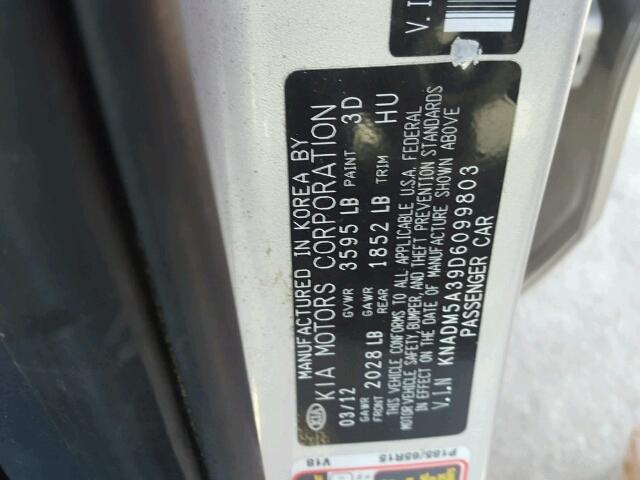 V. I
MANUFACTURED IN KOREA BY
KIA KIA MOTORS CORPORATION
03/12 GVWR 3595 LB PAINT 3D
GAWR FRONT 2028 LB GAWR REAR 1852 LB TRIM HU
THIS VEHICLE CONFORMS TO ALL APPLICABLE U.S.A. FEDERAL
MOTOR VEHICLE SAFETY, BUMPER, AND THEFT PREVENTION STANDARDS
IN EFFECT ON THE DATE OF MANUFACTURE SHOWN ABOVE
V.I.N KNADM5A39D6099803
PASSENGER CAR
P185/65R15
V18